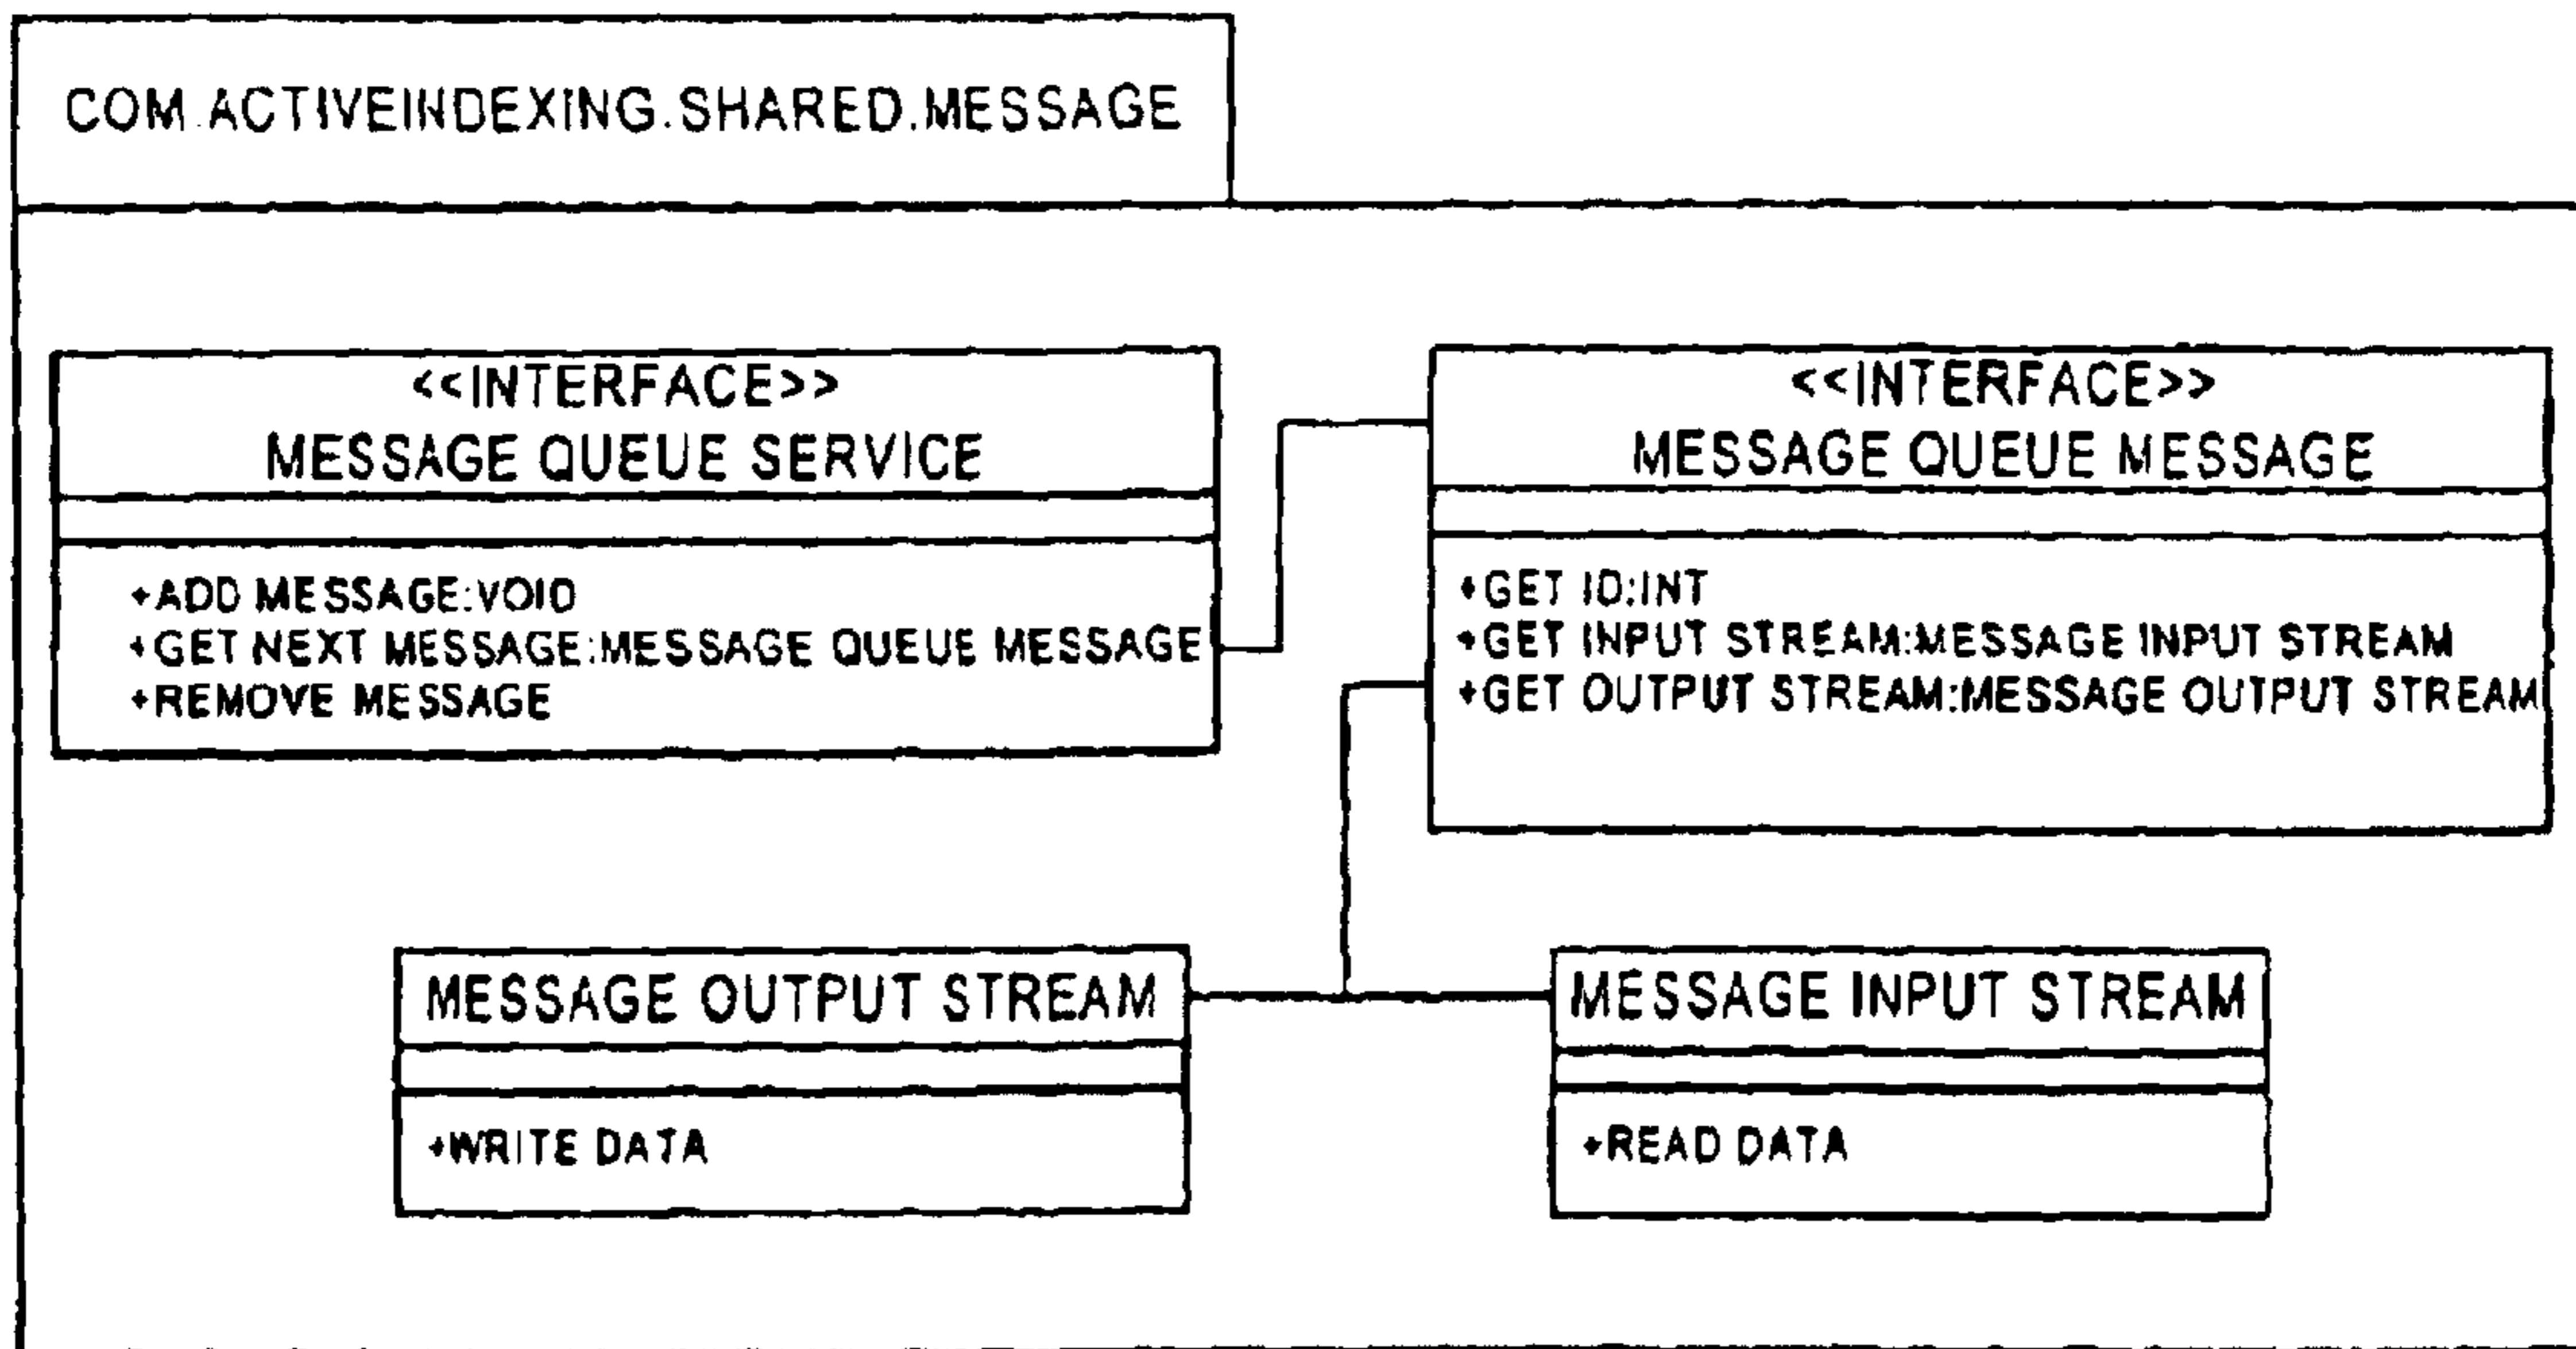 COM.ACTIVEINDEXING.SHARED.MESSAGE
<<INTERFACE>>
MESSAGE QUEUE SERVICE
+ADD MESSAGE:VOID
+GET NEXT MESSAGE:MESSAGE QUEUE MESSAGE
+REMOVE MESSAGE
<<INTERFACE>>
MESSAGE QUEUE MESSAGE
+GET ID:INT
+GET INPUT STREAM:MESSAGE INPUT STREAM
+GET OUTPUT STREAM:MESSAGE OUTPUT STREAM
MESSAGE OUTPUT STREAM
+WRITE DATA
MESSAGE INPUT STREAM
+READ DATA